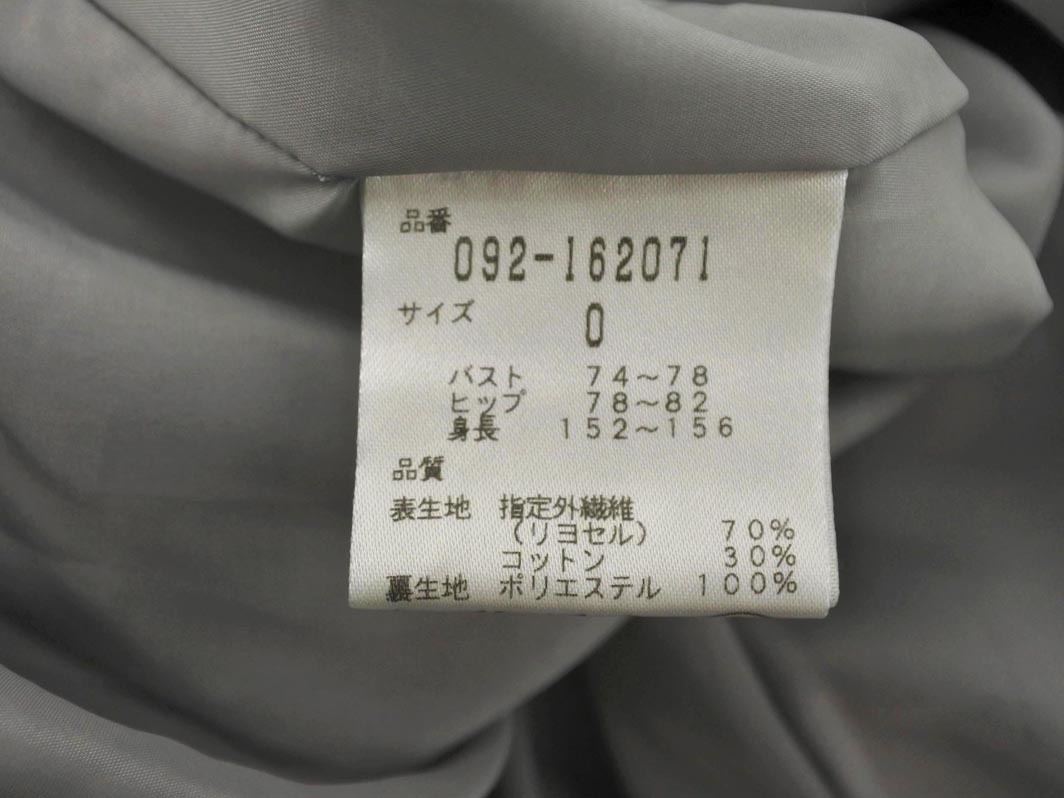 品番
092-162071
サイズ 0
バスト 74～78
ヒップ 78～82
身長 152～156
品質
表生地 指定外繊維
（リヨセル） 70%
コットン 30%
裏生地 ポリエステル 100%